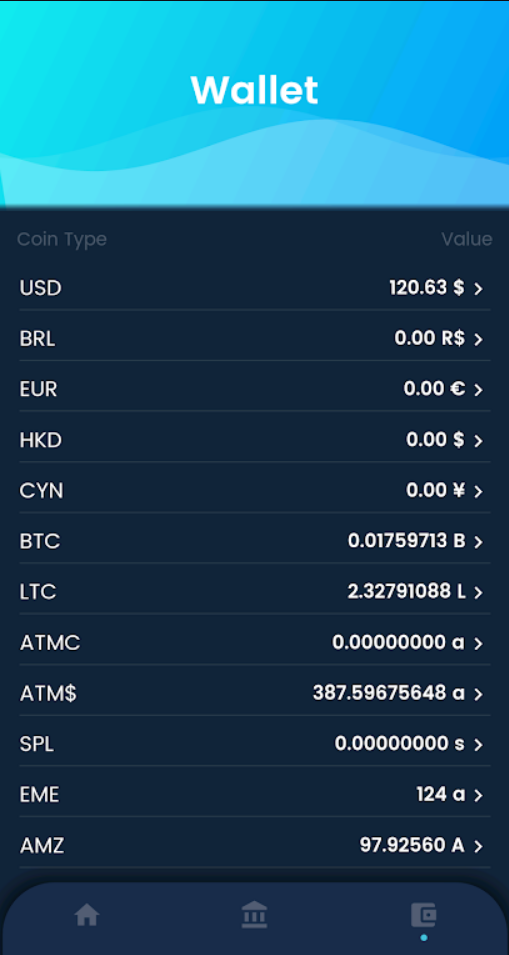 Wallet
Coin Type Value
USD 120.63 $
BRL 0.00 R$
EUR 0.00 €
HKD 0.00 $
CYN 0.00 ¥
BTC 0.01759713 B
LTC 2.32791088 L
ATMC 0.00000000 a
ATM$ 387.59675648 a
SPL 0.00000000 s
EME 124 a
AMZ 97.92560 A